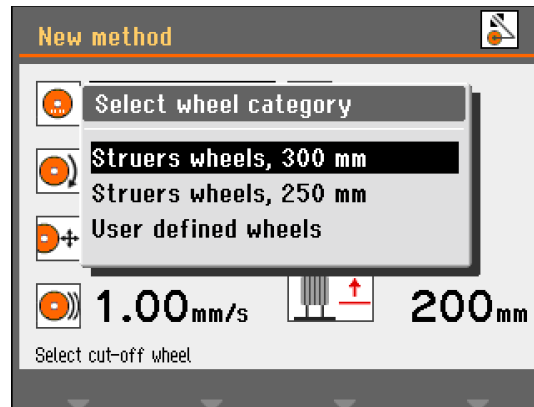 New method
Select wheel category
Struers wheels, 300 mm
Struers wheels, 250 mm
User defined wheels
1.00mm/s 200mm
Select cut-off wheel